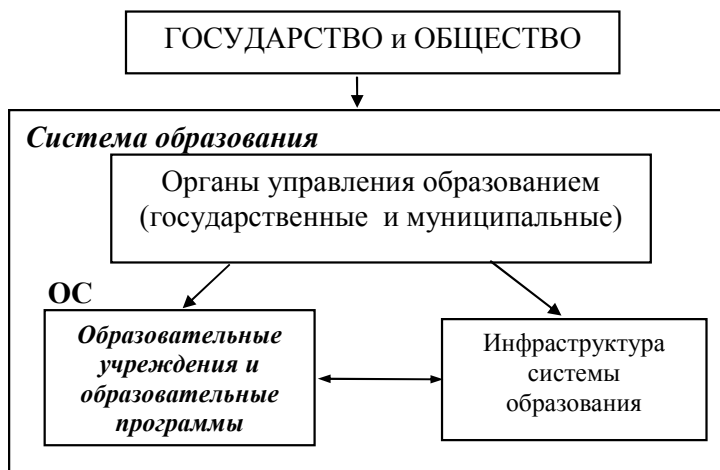 ГОСУДАРСТВО и ОБЩЕСТВО
Система образования
Органы управления образованием
(государственные и муниципальные)
ОС
Образовательные
учреждения и
образовательные
программы
Инфраструктура
системы
образования